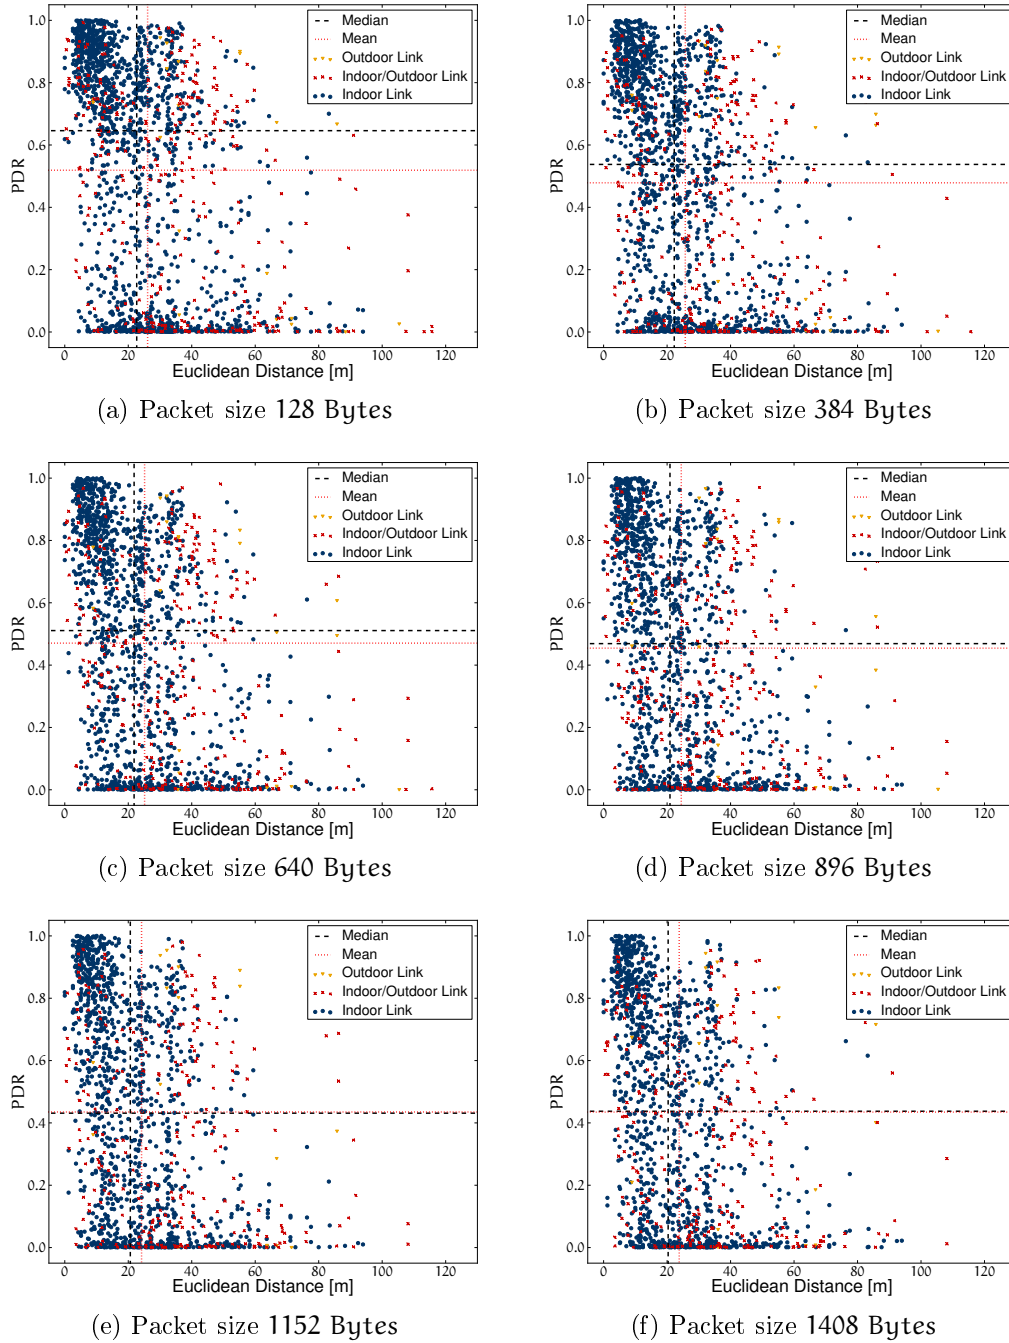 1.0
0.8
0.6
0.4
0.2
0.0
PDR
0 20 40 60 80 100 120
Euclidean Distance [m]
Median
Mean
Outdoor Link
Indoor/Outdoor Link
Indoor Link
(a) Packet size 128 Bytes
1.0
0.8
0.6
0.4
0.2
0.0
PDR
0 20 40 60 80 100 120
Euclidean Distance [m]
Median
Mean
Outdoor Link
Indoor/Outdoor Link
Indoor Link
(b) Packet size 384 Bytes
1.0
0.8
0.6
0.4
0.2
0.0
PDR
0 20 40 60 80 100 120
Euclidean Distance [m]
Median
Mean
Outdoor Link
Indoor/Outdoor Link
Indoor Link
(c) Packet size 640 Bytes
1.0
0.8
0.6
0.4
0.2
0.0
PDR
0 20 40 60 80 100 120
Euclidean Distance [m]
Median
Mean
Outdoor Link
Indoor/Outdoor Link
Indoor Link
(d) Packet size 896 Bytes
1.0
0.8
0.6
0.4
0.2
0.0
PDR
0 20 40 60 80 100 120
Euclidean Distance [m]
Median
Mean
Outdoor Link
Indoor/Outdoor Link
Indoor Link
(e) Packet size 1152 Bytes
1.0
0.8
0.6
0.4
0.2
0.0
PDR
0 20 40 60 80 100 120
Euclidean Distance [m]
Median
Mean
Outdoor Link
Indoor/Outdoor Link
Indoor Link
(f) Packet size 1408 Bytes